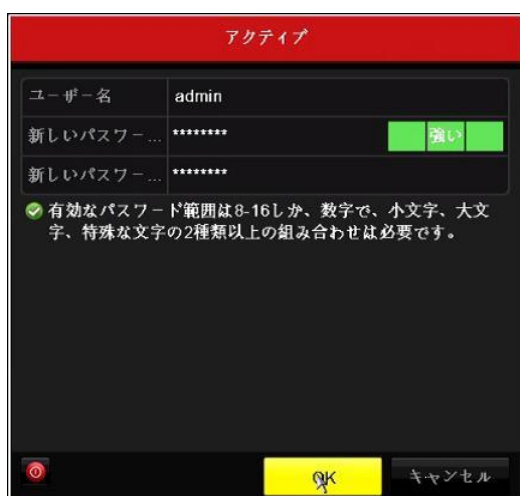 アクティブ
ユーザー名 admin
新しいパスワー... ******** 強い
新しいパスワー... ********
有効なパスワード範囲は8-16しか、数字で、小文字、大文
字、特殊な文字の2種類以上の組み合わせは必要です。
OK キャンセル